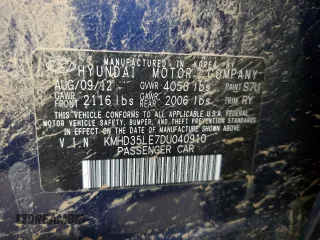 MANUFACTURED IN KOREA BY
HYUNDAI MOTOR COMPANY
AUG/09/12 GVWR 4056 lbs PAINT S7U
GAWR FRONT 2116 lbs GAWR REAR 2006 lbs TRIM RY
THIS VEHICLE CONFORMS TO ALL APPLICABLE
U.S. FEDERAL MOTOR VEHICLE SAFETY, BUMPER,
AND THEFT PREVENTION STANDARDS IN EFFECT ON
THE DATE OF MANUFACTURE SHOWN ABOVE.
V.I.N KMHD35LE7DU040910
PASSENGER CAR